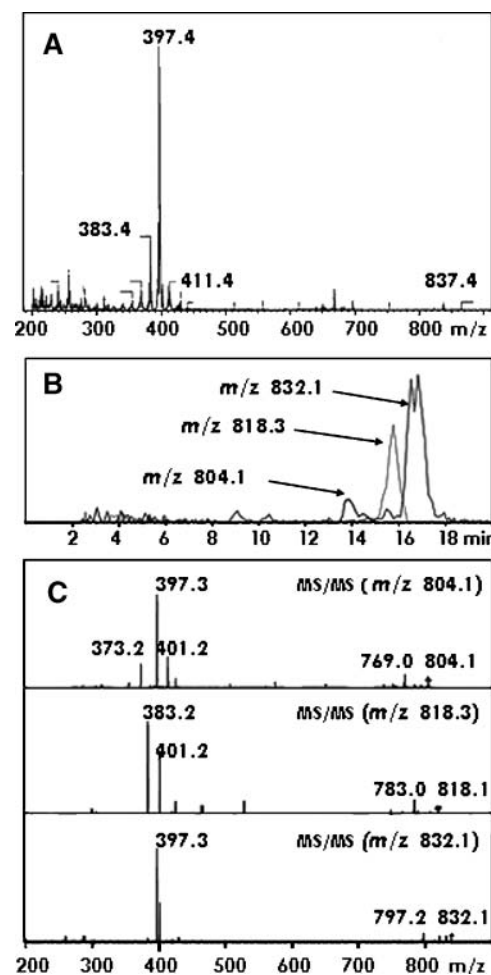 A
397.4
383.4
411.4
837.4
200 300 400 500 600 700 800 m/z
B
m/z 832.1
m/z 818.3
m/z 804.1
2 4 6 8 10 12 14 16 18 min
C
397.3 MS/MS (m/z 804.1)
373.2 401.2 769.0 804.1
383.2 MS/MS (m/z 818.3)
401.2 783.0 818.1
397.3 MS/MS (m/z 832.1)
797.2 832.1
200 300 400 500 600 700 800 m/z